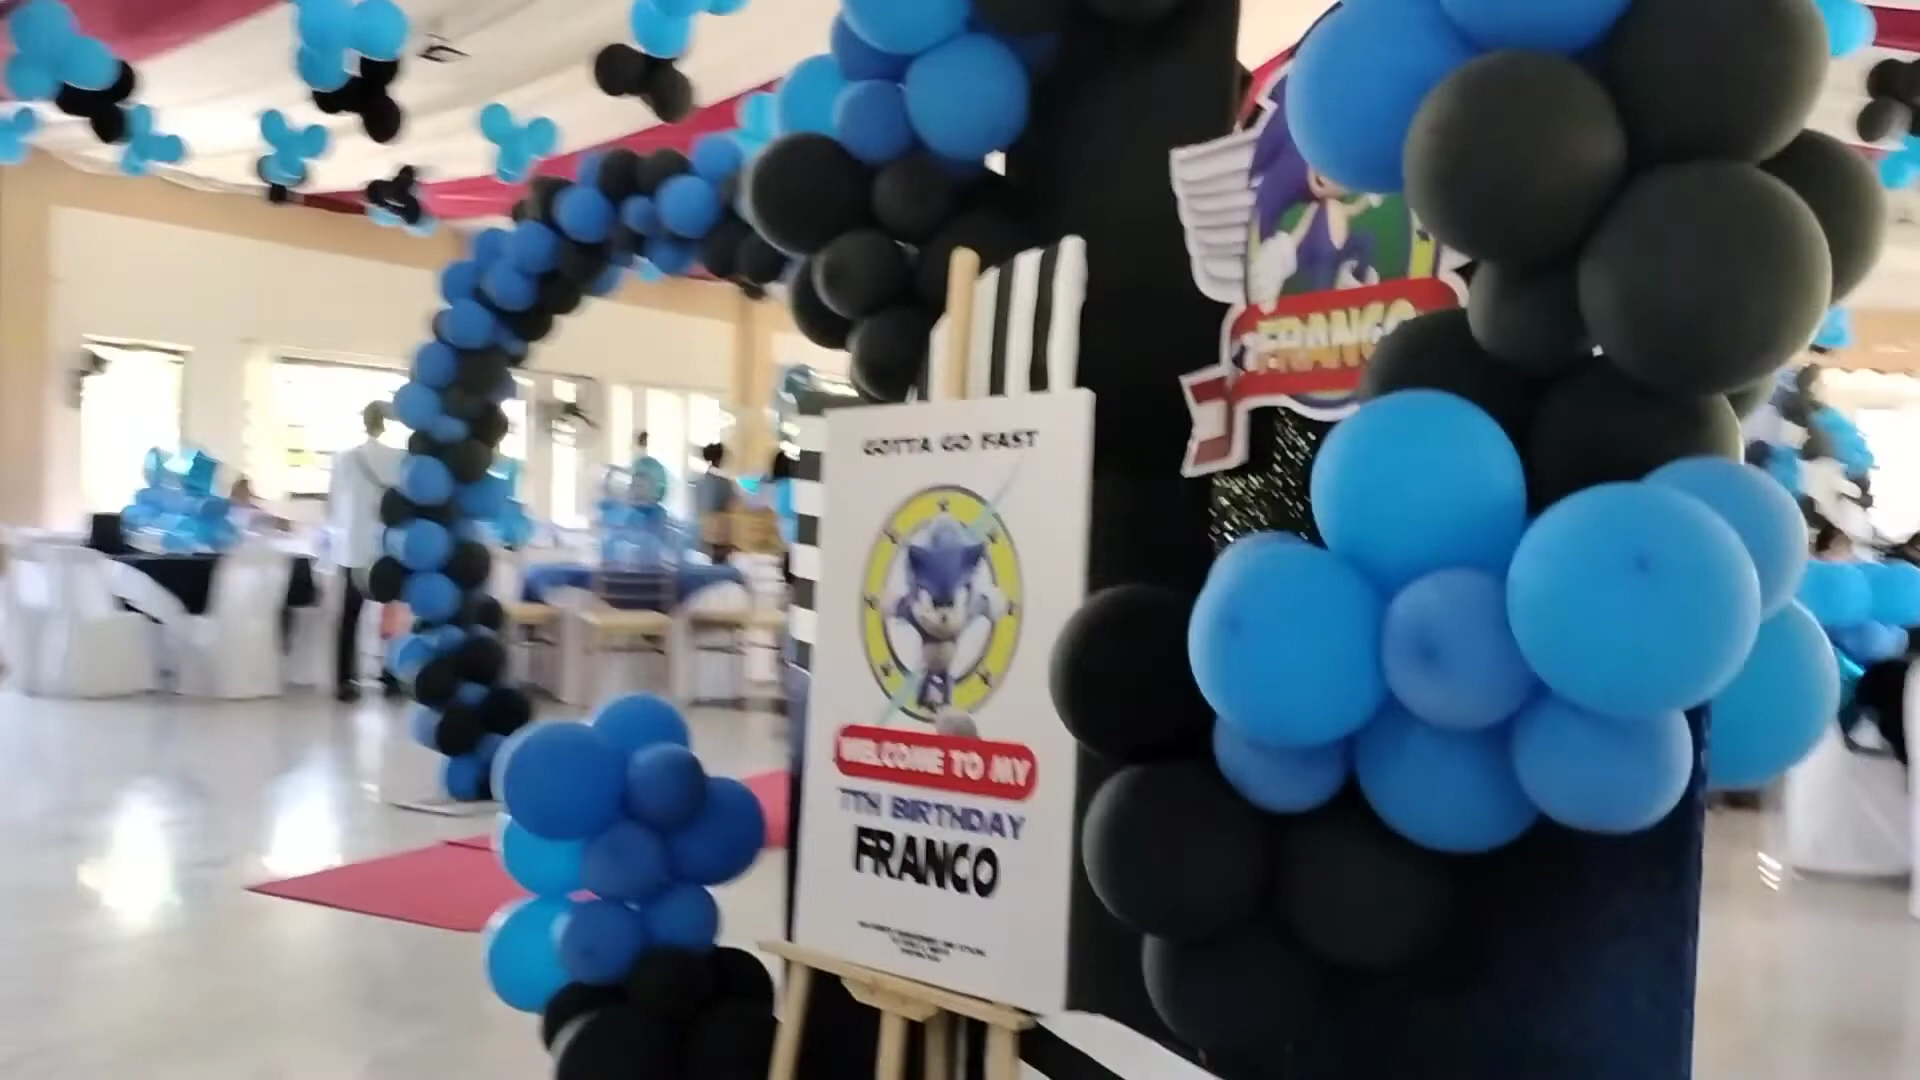 GOTTA GO FAST
WELCOME TO MY
7TH BIRTHDAY
FRANCO
FRANCO